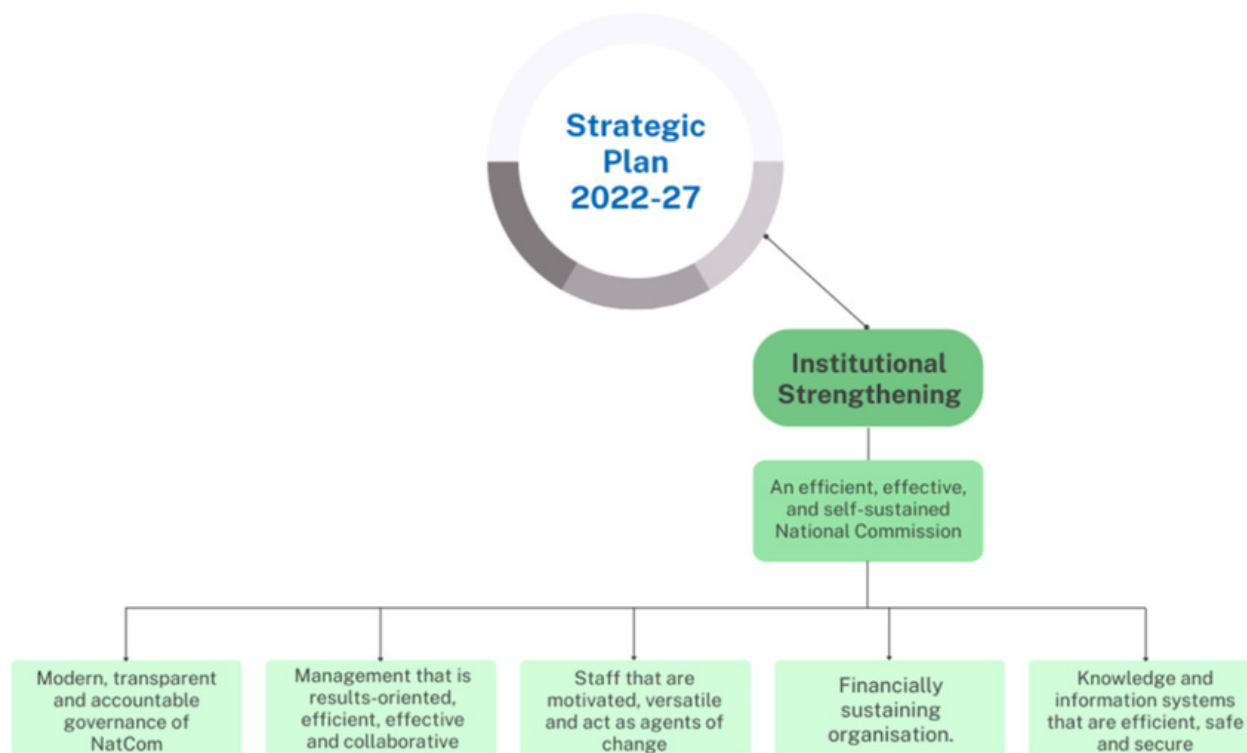 Strategic
Plan
2022-27
Institutional
Strengthening
An efficient, effective,
and self-sustained
National Commission
Modern, transparent
and accountable
governance of
NatCom
Management that is
results-oriented,
efficient, effective
and collaborative
Staff that are
motivated, versatile
and act as agents of
change
Financially
sustaining
organisation.
Knowledge and
information systems
that are efficient, safe
and secure